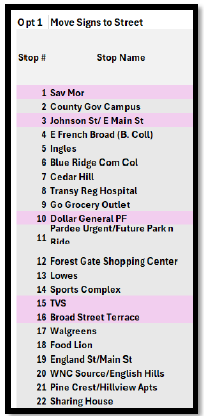 Opt 1 Move Signs to Street
Stop # Stop Name
1 Sav Mor
2 County Gov Campus
3 Johnson St/ E Main St
4 E French Broad (B. Coll)
5 Ingles
6 Blue Ridge Com Col
7 Cedar Hill
8 Transy Reg Hospital
9 Go Grocery Outlet
10 Dollar General PF
11 Pardee Urgent/Future Park n
Ride
12 Forest Gate Shopping Center
13 Lowes
14 Sports Complex
15 TVS
16 Broad Street Terrace
17 Walgreens
18 Food Lion
19 England St/Main St
20 WNC Source/English Hills
21 Pine Crest/Hillview Apts
22 Sharing House